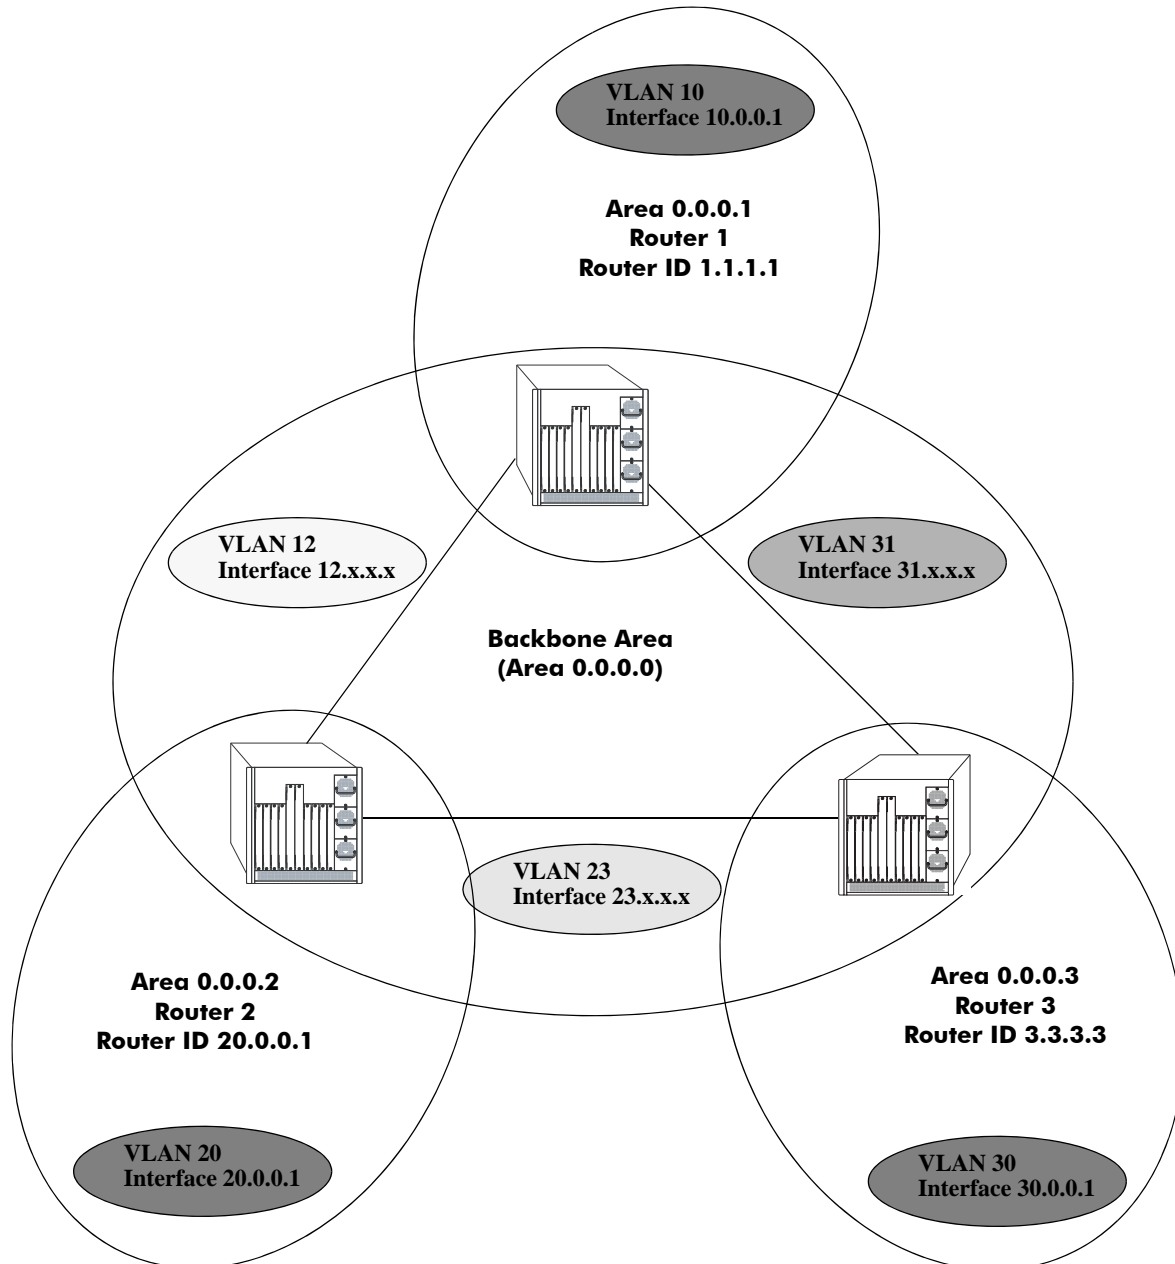 VLAN 10
Interface 10.0.0.1
Area 0.0.0.1
Router 1
Router ID 1.1.1.1
VLAN 12
Interface 12.x.x.x
VLAN 31
Interface 31.x.x.x
Backbone Area
(Area 0.0.0.0)
VLAN 23
Interface 23.x.x.x
Area 0.0.0.2
Router 2
Router ID 20.0.0.1
Area 0.0.0.3
Router 3
Router ID 3.3.3.3
VLAN 20
Interface 20.0.0.1
VLAN 30
Interface 30.0.0.1